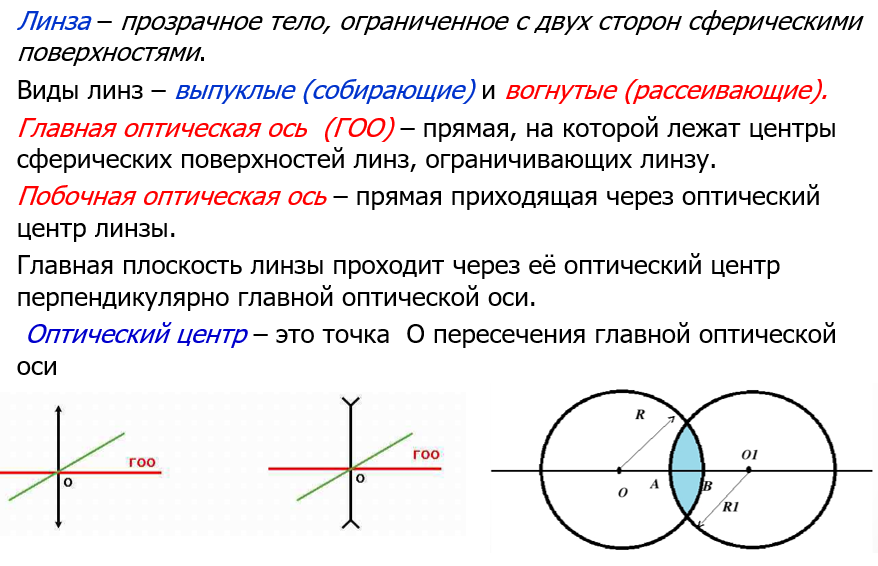 Линза – прозрачное тело, ограниченное с двух сторон сферическими
поверхностями.
Виды линз – выпуклые (собирающие) и вогнутые (рассеивающие).
Главная оптическая ось (ГОО) – прямая, на которой лежат центры
сферических поверхностей линз, ограничивающих линзу.
Побочная оптическая ось – прямая приходящая через оптический
центр линзы.
Главная плоскость линзы проходит через её оптический центр
перпендикулярно главной оптической оси.
Оптический центр – это точка О пересечения главной оптической
оси
ГОО
О
ГОО
О
R
O1
O
A
B
R1